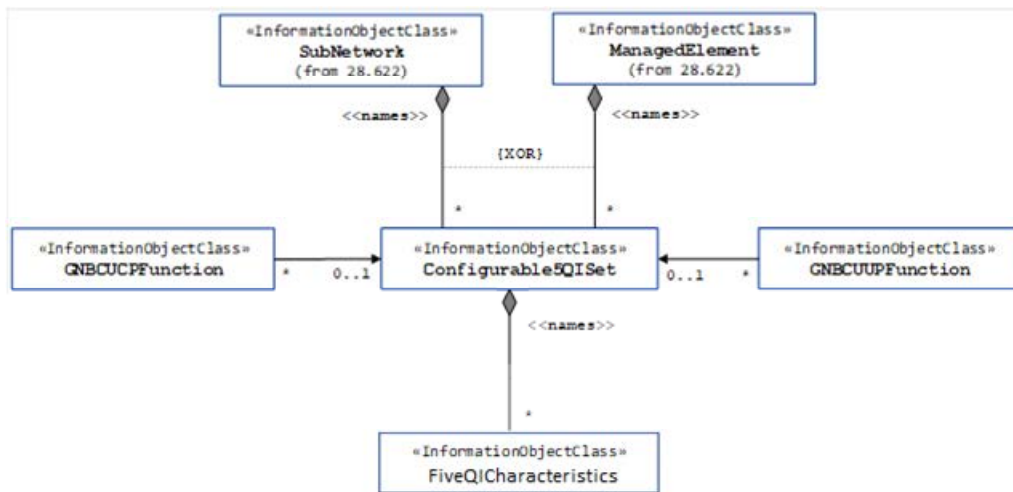 «InformationObjectClass»
SubNetwork
(from 28.622)
«InformationObjectClass»
ManagedElement
(from 28.622)
<<names>>
<<names>>
{XOR}
*
*
«InformationObjectClass»
GNBCUCPFunction
*
0..1
«InformationObjectClass»
Configurable5QISet
0..1
*
«InformationObjectClass»
GNBCUUPFunction
<<names>>
*
«InformationObjectClass»
FiveQICharacteristics